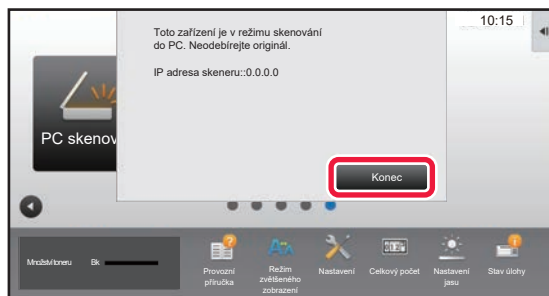 10:15
Toto zařízení je v režimu skenování
do PC. Neodebírejte originál.
IP adresa skeneru::0.0.0.0
PC skenov
Konec
Množství toneru Bk
Provozní
příručka
Režim
zvětšeného
zobrazení
Nastavení
Celkový počet
Nastavení
jasu
Stav úlohy